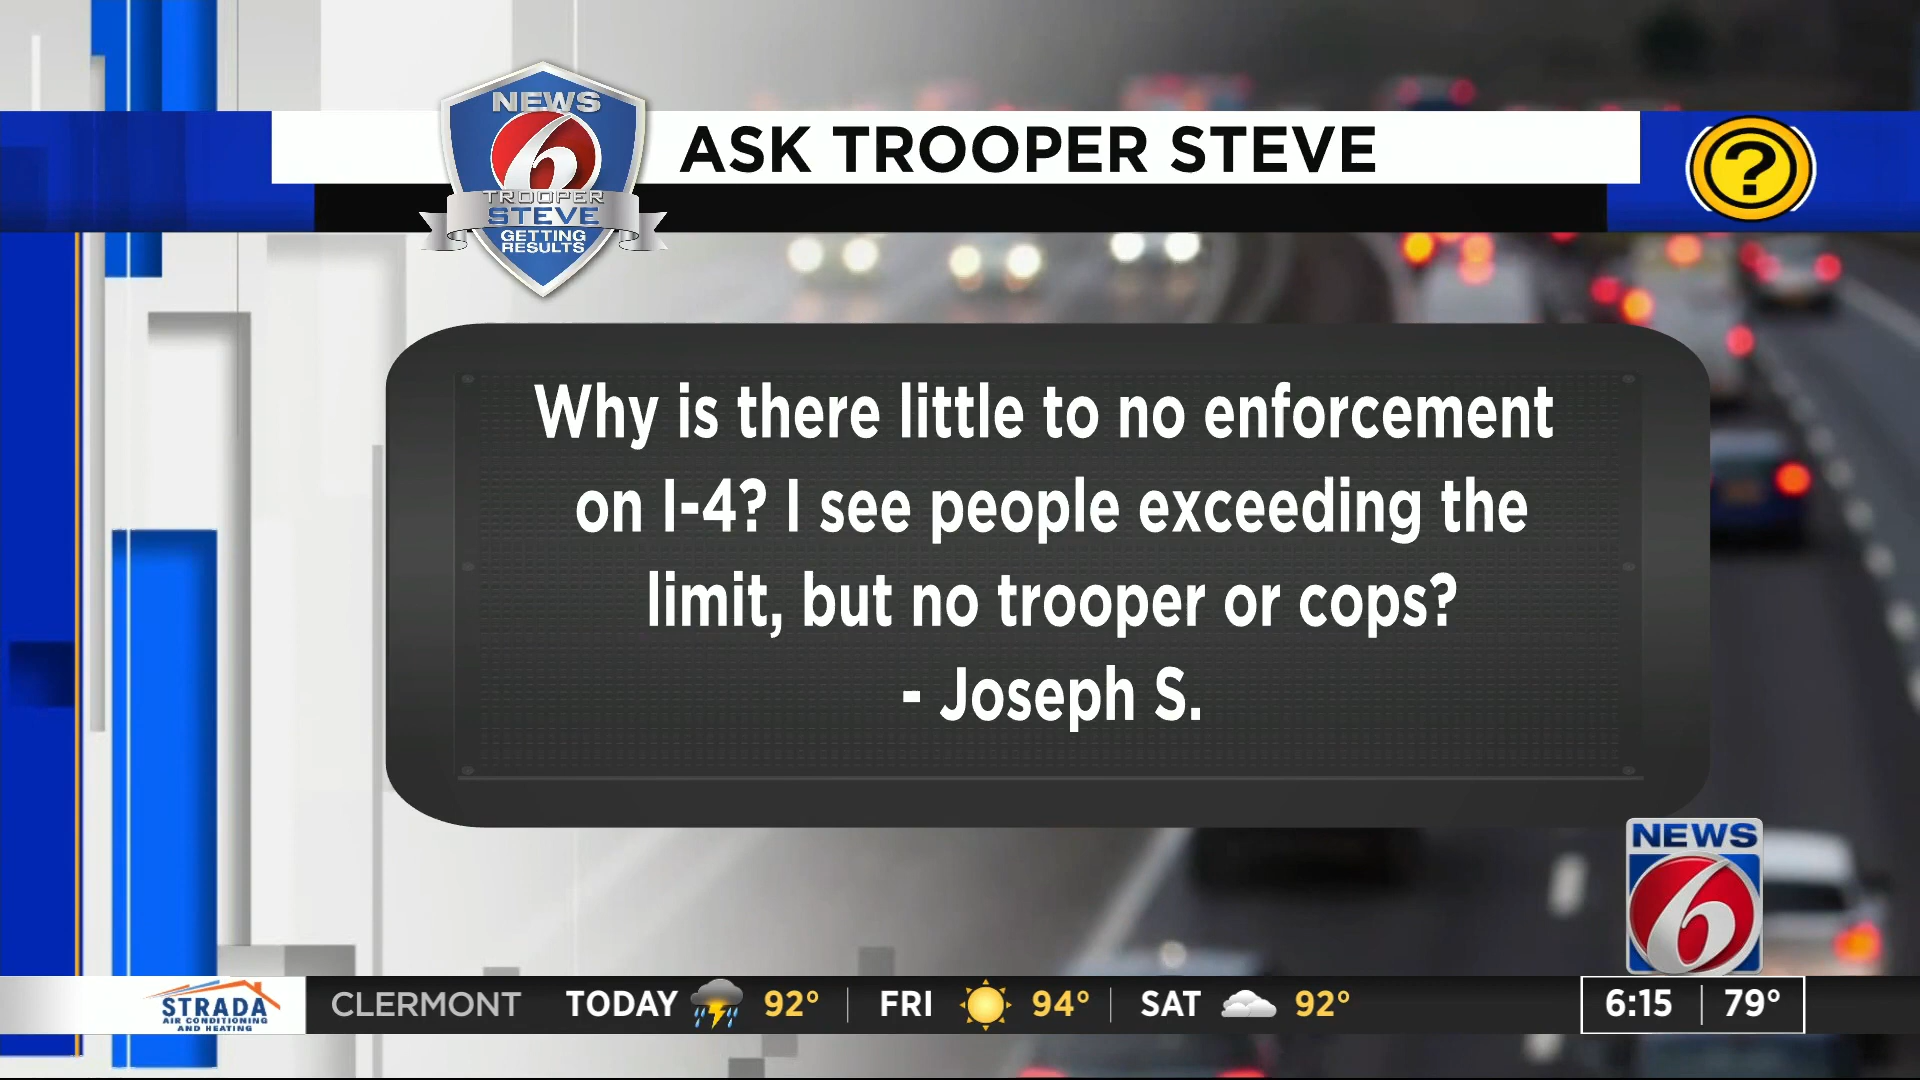 NEWS
6
TROOPER
STEVE
GETTING
RESULTS
ASK TROOPER STEVE
?
Why is there little to no enforcement
on I-4? I see people exceeding the
limit, but no trooper or cops?
- Joseph S.
NEWS
6
STRADA
AIR CONDITIONING
AND HEATING
CLERMONT TODAY 92° FRI 94° SAT 92°
6:15 79°